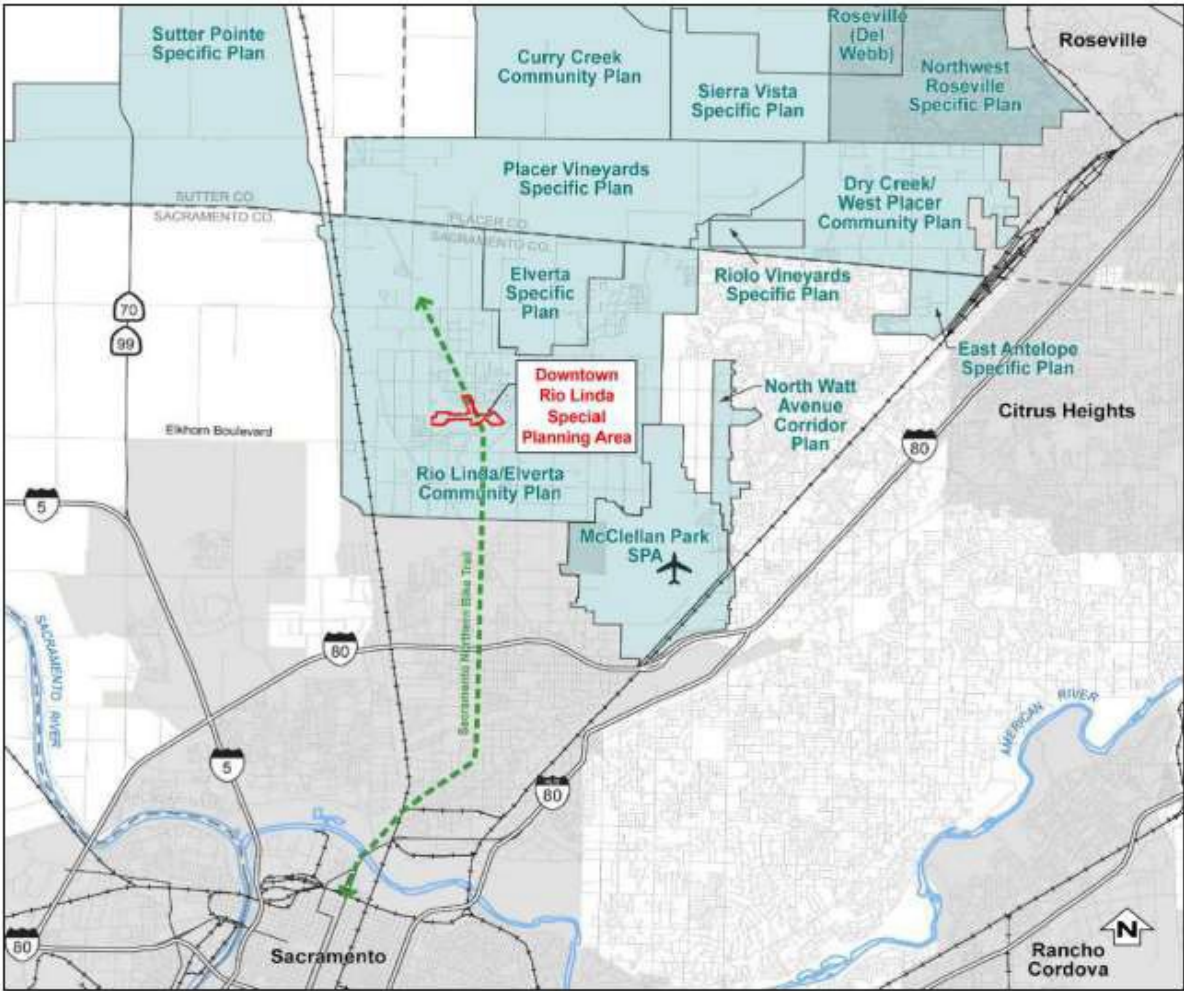 Sutter Pointe
Specific Plan
Curry Creek
Community Plan
Roseville
(Del
Webb)
Roseville
Sierra Vista
Specific Plan
Northwest
Roseville
Specific Plan
Placer Vineyards
Specific Plan
Dry Creek/
West Placer
Community Plan
SUTTER CO.
SACRAMENTO CO.
PLACER CO.
SACRAMENTO CO.
Elverta
Specific
Plan
Riolo Vineyards
Specific Plan
70
99
East Antelope
Specific Plan
Downtown
Rio Linda
Special
Planning Area
North Watt
Avenue
Corridor
Plan
Citrus Heights
Elkhorn Boulevard
80
Rio Linda/Elverta
Community Plan
5
McClellan Park
SPA
Sacramento Northern Bike Trail
SACRAMENTO RIVER
80
AMERICAN RIVER
5
80
80
Sacramento
N
Rancho
Cordova